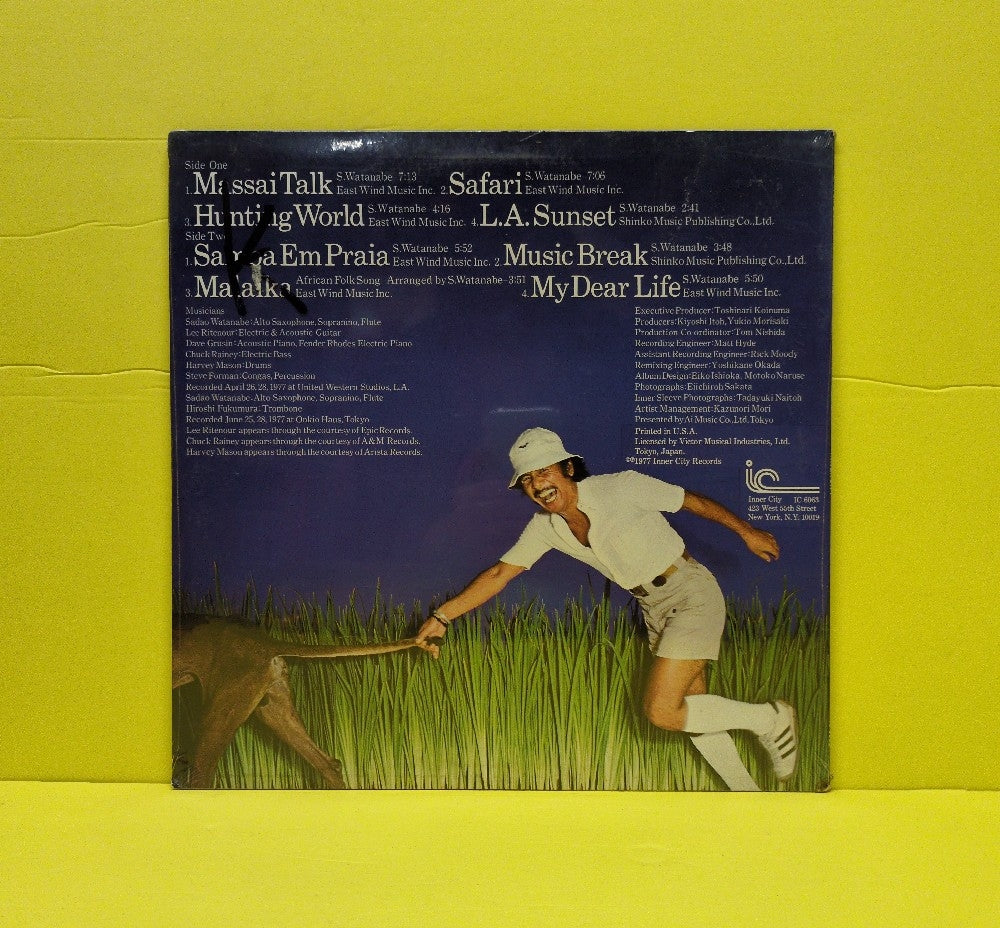 Side One
1. Massai Talk S.Watanabe 7:13 East Wind Music Inc. 2. Safari S.Watanabe 7:06 East Wind Music Inc.
3. Hunting World S.Watanabe 4:16 East Wind Music Inc. 4. L.A. Sunset S.Watanabe 2:41 Shinko Music Publishing Co.,Ltd.
Side Two
1. Samba Em Praia S.Watanabe 5:52 East Wind Music Inc. 2. Music Break S.Watanabe 3:48 Shinko Music Publishing Co.,Ltd.
3. Malaika African Folk Song Arranged by S.Watanabe-3:51 East Wind Music Inc. 4. My Dear Life S.Watanabe 5:50 East Wind Music Inc.
K
Musicians
Sadao Watanabe:Alto Saxophone, Sopranino, Flute
Lee Ritenour:Electric & Acoustic Guitar
Dave Grusin:Acoustic Piano, Fender Rhodes Electric Piano
Chuck Rainey:Electric Bass
Harvey Mason:Drums
Steve Forman:Congas, Percussion
Recorded April 26, 28, 1977 at United Western Studios, L.A.
Sadao Watanabe:Alto Saxophone, Sopranino, Flute
Hiroshi Fukumura:Trombone
Recorded June 25, 28, 1977 at Onkio Haus, Tokyo
Lee Ritenour appears through the courtesy of Epic Records.
Chuck Rainey appears through the courtesy of A&M Records.
Harvey Mason appears through the courtesy of Arista Records.
Executive Producer:Toshinari Koinuma
Producers:Kiyoshi Itoh, Yukio Morisaki
Production Co-ordinator:Tom Nishida
Recording Engineer:Matt Hyde
Assistant Recording Engineer:Rick Moody
Remixing Engineer:Yoshikane Okada
Album Design:Eiko Ishioka, Motoko Naruse
Photographs:Eiichiroh Sakata
Inner Sleeve Photographs:Tadayuki Naitoh
Artist Management:Kazunori Mori
Presented by Ai Music Co.,Ltd. Tokyo
Printed in U.S.A.
Licensed by Victor Musical Industries, Ltd.
Tokyo, Japan.
©℗1977 Inner City Records
ic
Inner City IC 6063
423 West 55th Street
New York, N.Y. 10019